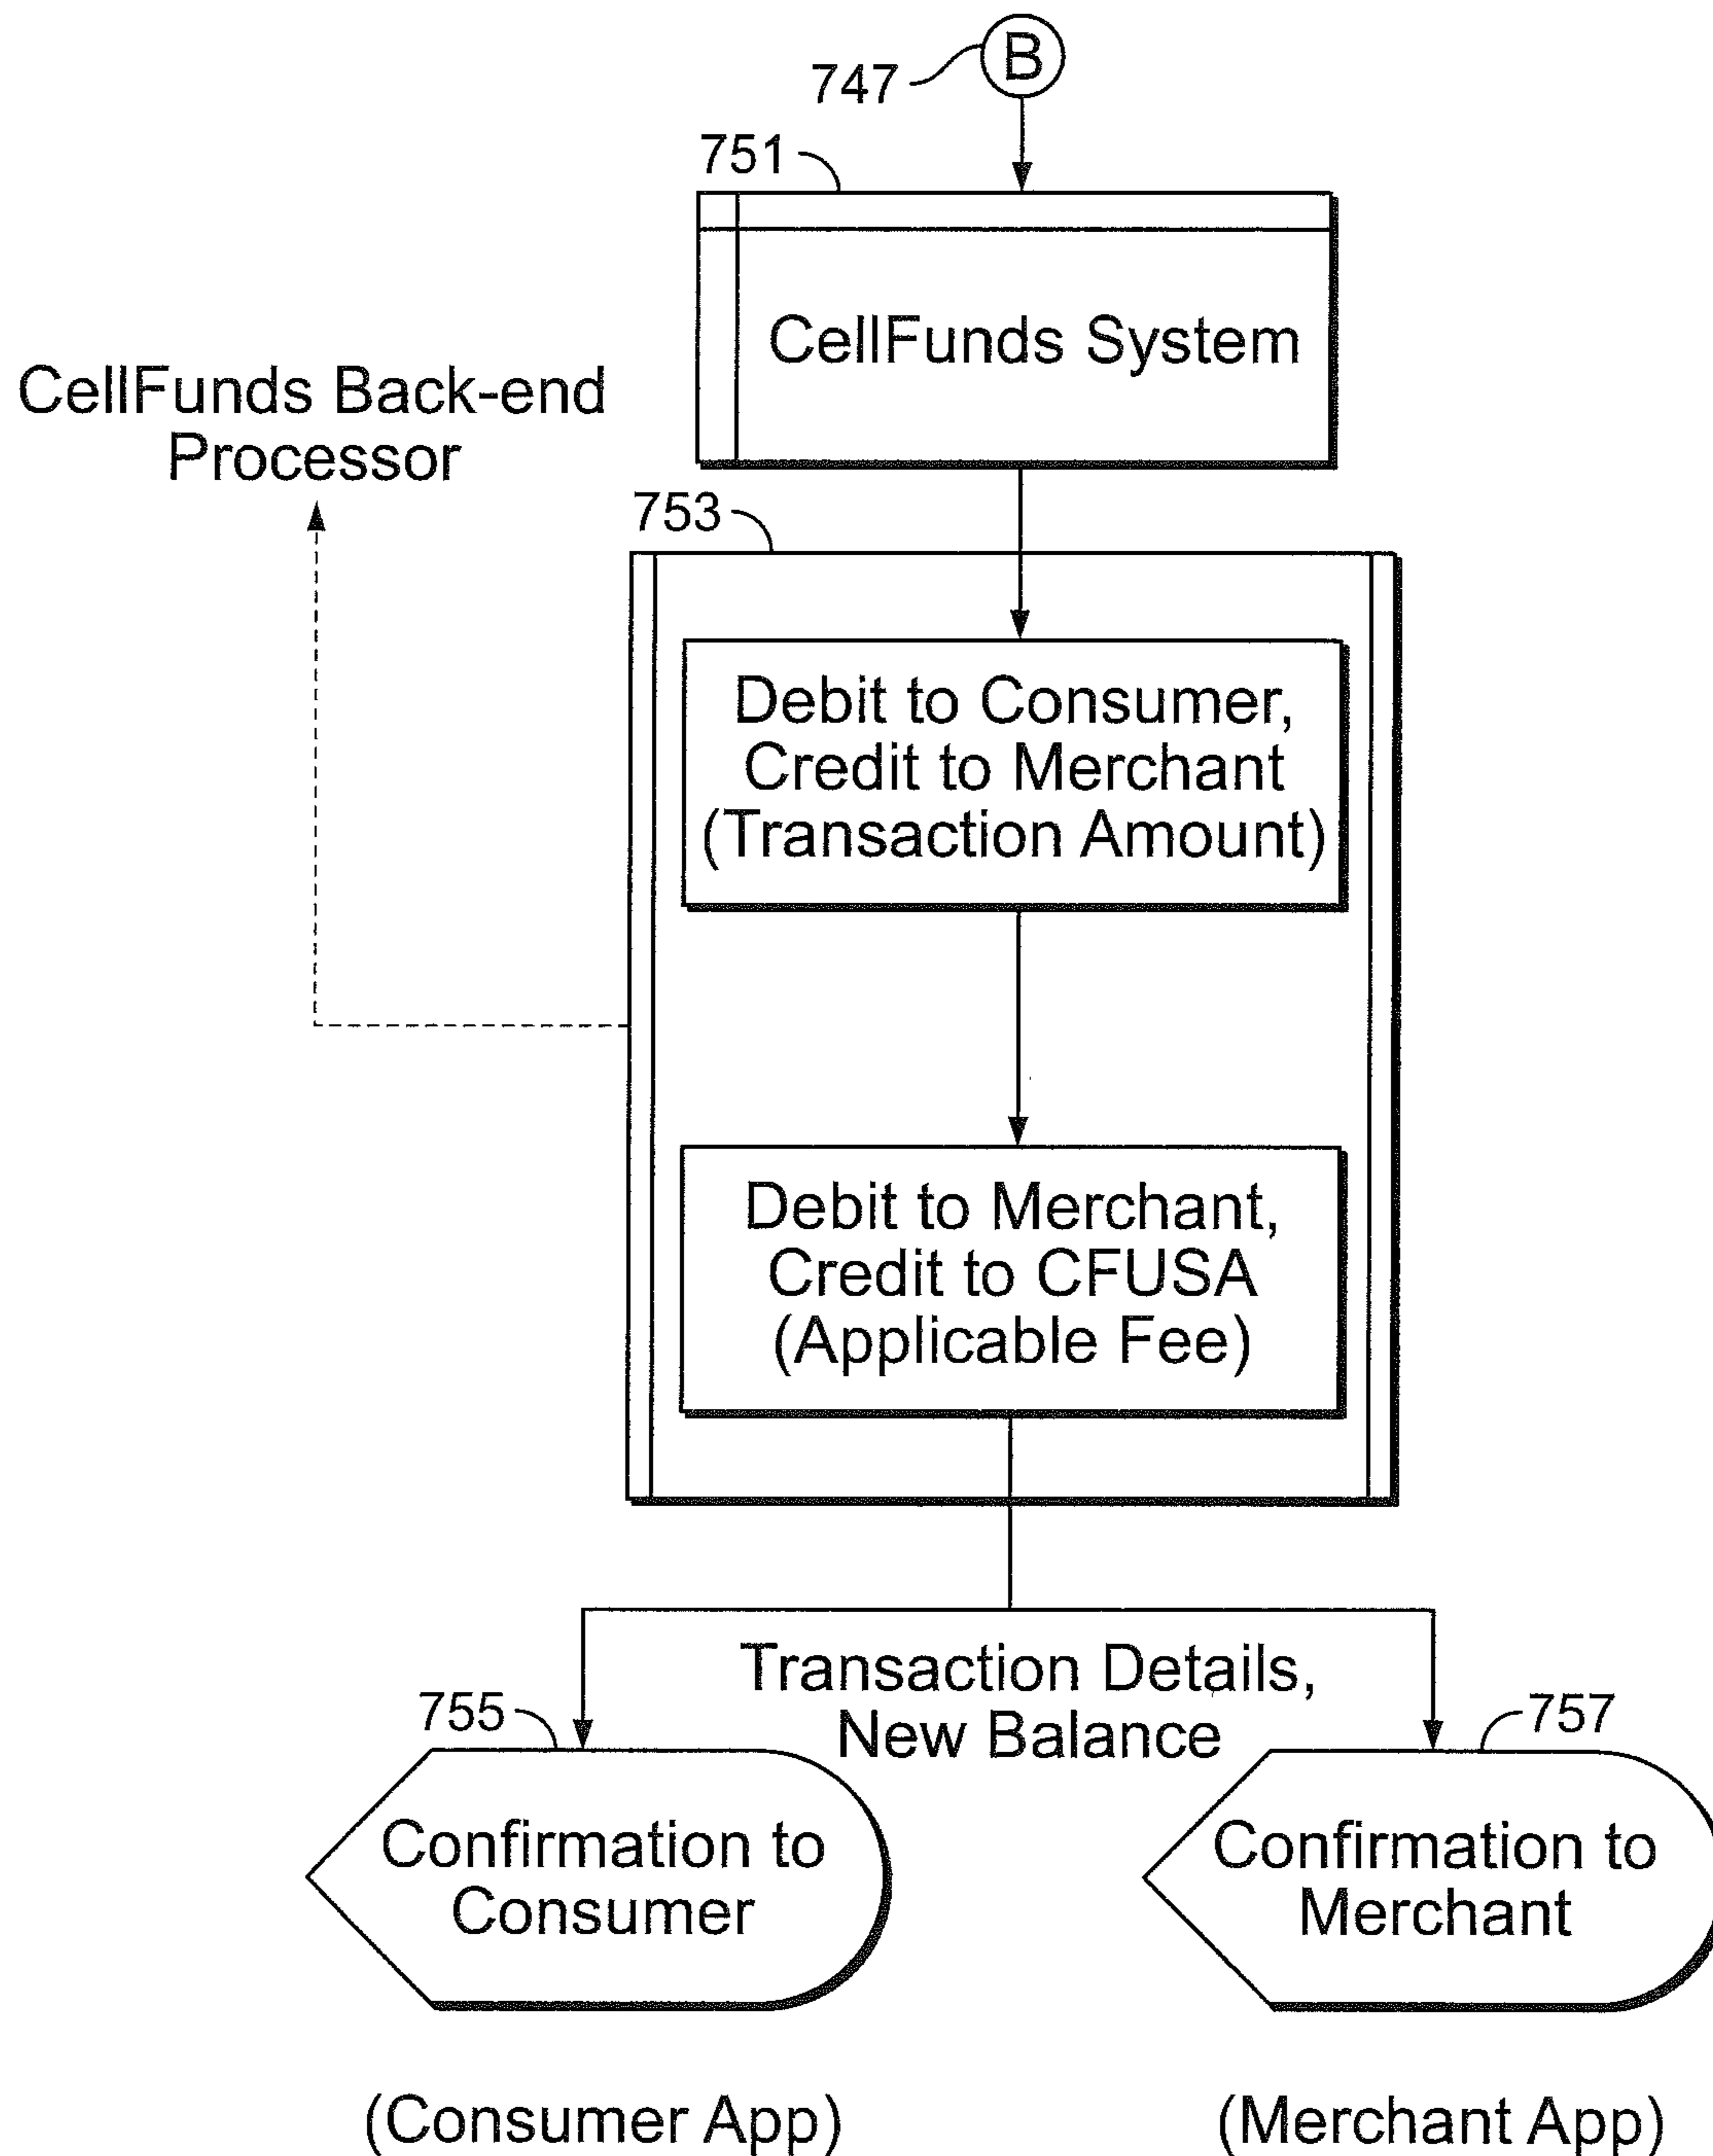 B
747
751
CellFunds System
CellFunds Back-end
Processor
753
Debit to Consumer,
Credit to Merchant
(Transaction Amount)
Debit to Merchant,
Credit to CFUSA
(Applicable Fee)
Transaction Details,
New Balance
755
757
Confirmation to
Consumer
Confirmation to
Merchant
(Consumer App)
(Merchant App)